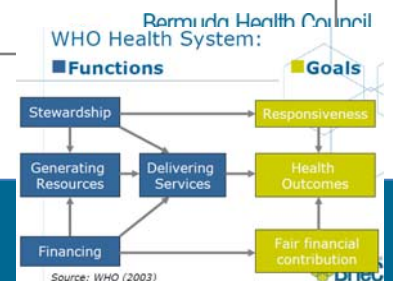 Bermuda Health Council
WHO Health System:
Functions
Goals
Stewardship
Responsiveness
Generating
Resources
Delivering
Services
Health
Outcomes
Financing
Fair financial
contribution
Source: WHO (2003)